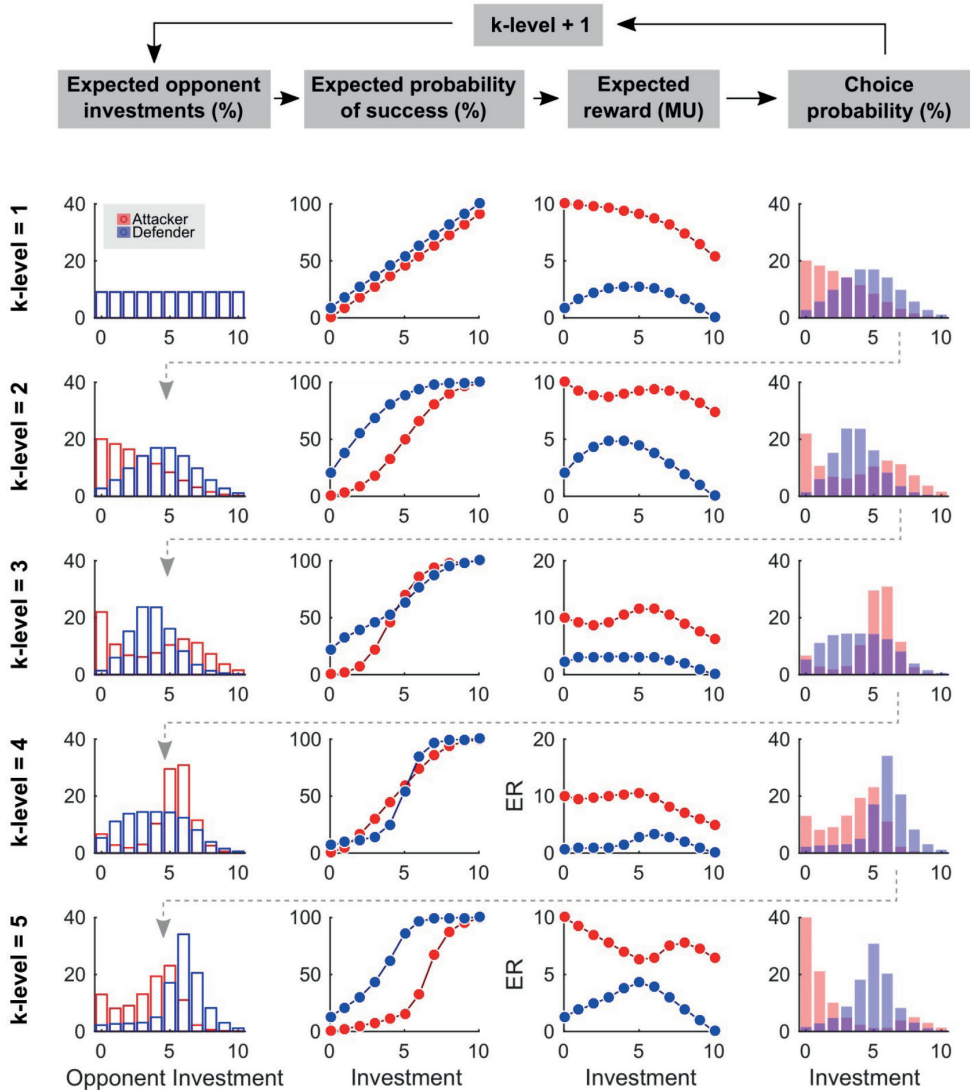 k-level + 1
Expected opponent
investments (%)
Expected probability
of success (%)
Expected
reward (MU)
Choice
probability (%)
k-level = 1
40
20
0
Attacker
Defender
0 5 10
100
50
0
0 5 10
10
5
0
0 5 10
40
20
0
0 5 10
k-level = 2
40
20
0
0 5 10
100
50
0
0 5 10
10
5
0
0 5 10
40
20
0
0 5 10
k-level = 3
40
20
0
0 5 10
100
50
0
0 5 10
20
10
0
0 5 10
40
20
0
0 5 10
k-level = 4
40
20
0
0 5 10
100
50
0
0 5 10
ER
20
10
0
0 5 10
40
20
0
0 5 10
k-level = 5
40
20
0
0 5 10
100
50
0
0 5 10
ER
10
5
0
0 5 10
40
20
0
0 5 10
Opponent Investment
Investment
Investment
Investment